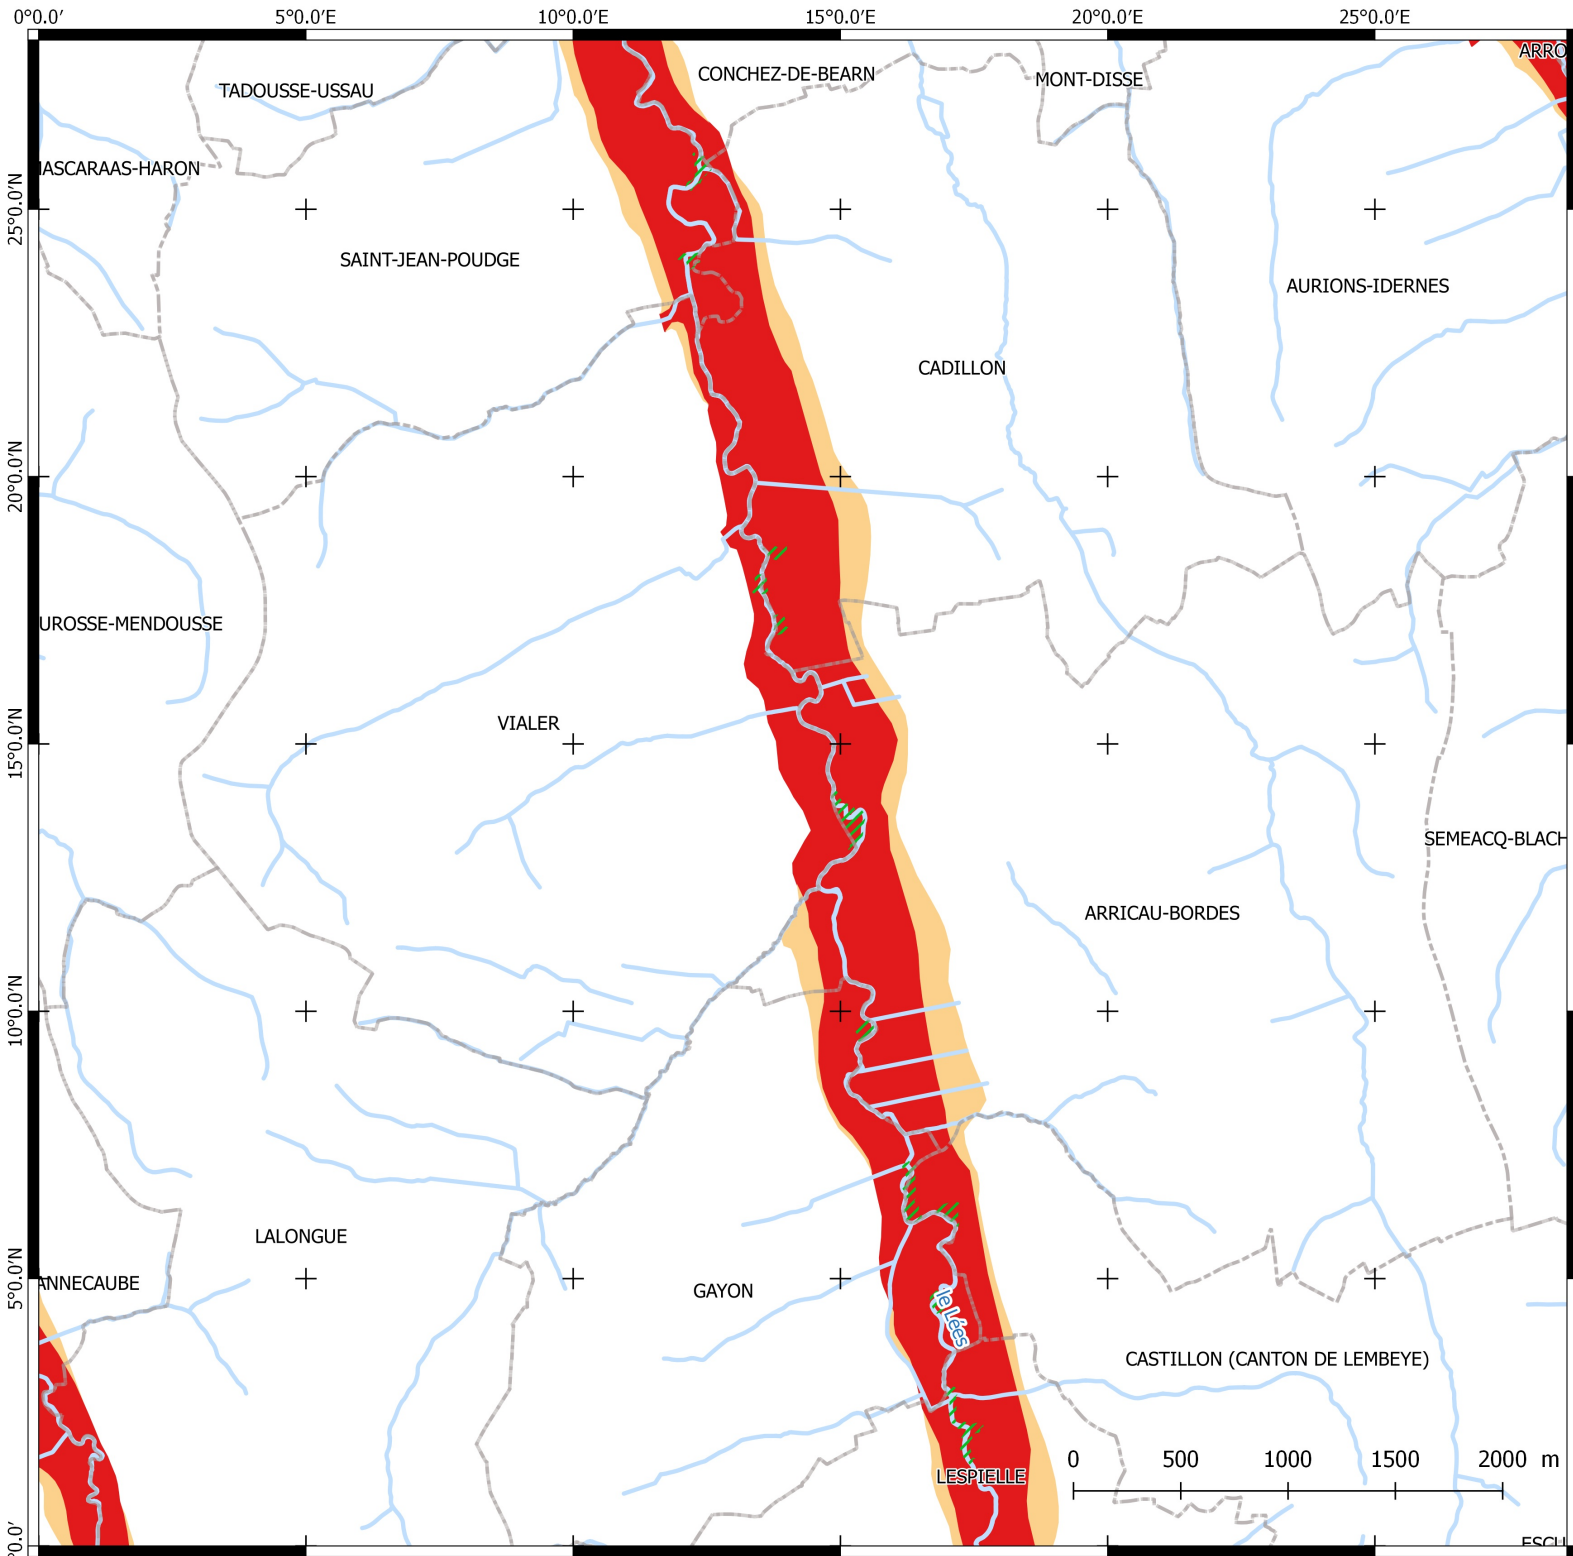 0°0.0′ 5°0.0′E 10°0.0′E 15°0.0′E 20°0.0′E 25°0.0′E
ARRO
CONCHEZ-DE-BEARN
MONT-DISSE
TADOUSSE-USSAU
MASCARAAS-HARON
25°0.0′N
SAINT-JEAN-POUDGE
AURIONS-IDERNES
CADILLON
20°0.0′N
UROSSE-MENDOUSSE
VIALER
15°0.0′N
SEMEACQ-BLACH
ARRICAU-BORDES
10°0.0′N
LALONGUE
5°0.0′N
ANNECAUBE
GAYON
le Lées
CASTILLON (CANTON DE LEMBEYE)
0 500 1000 1500 2000 m
LESPIELLE
°0.0′
ESCU